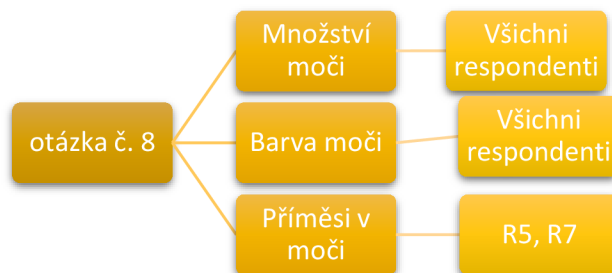 otázka č. 8
Množství
moči
Všichni
respondenti
Barva moči
Všichni
respondenti
Příměsi v
moči
R5, R7